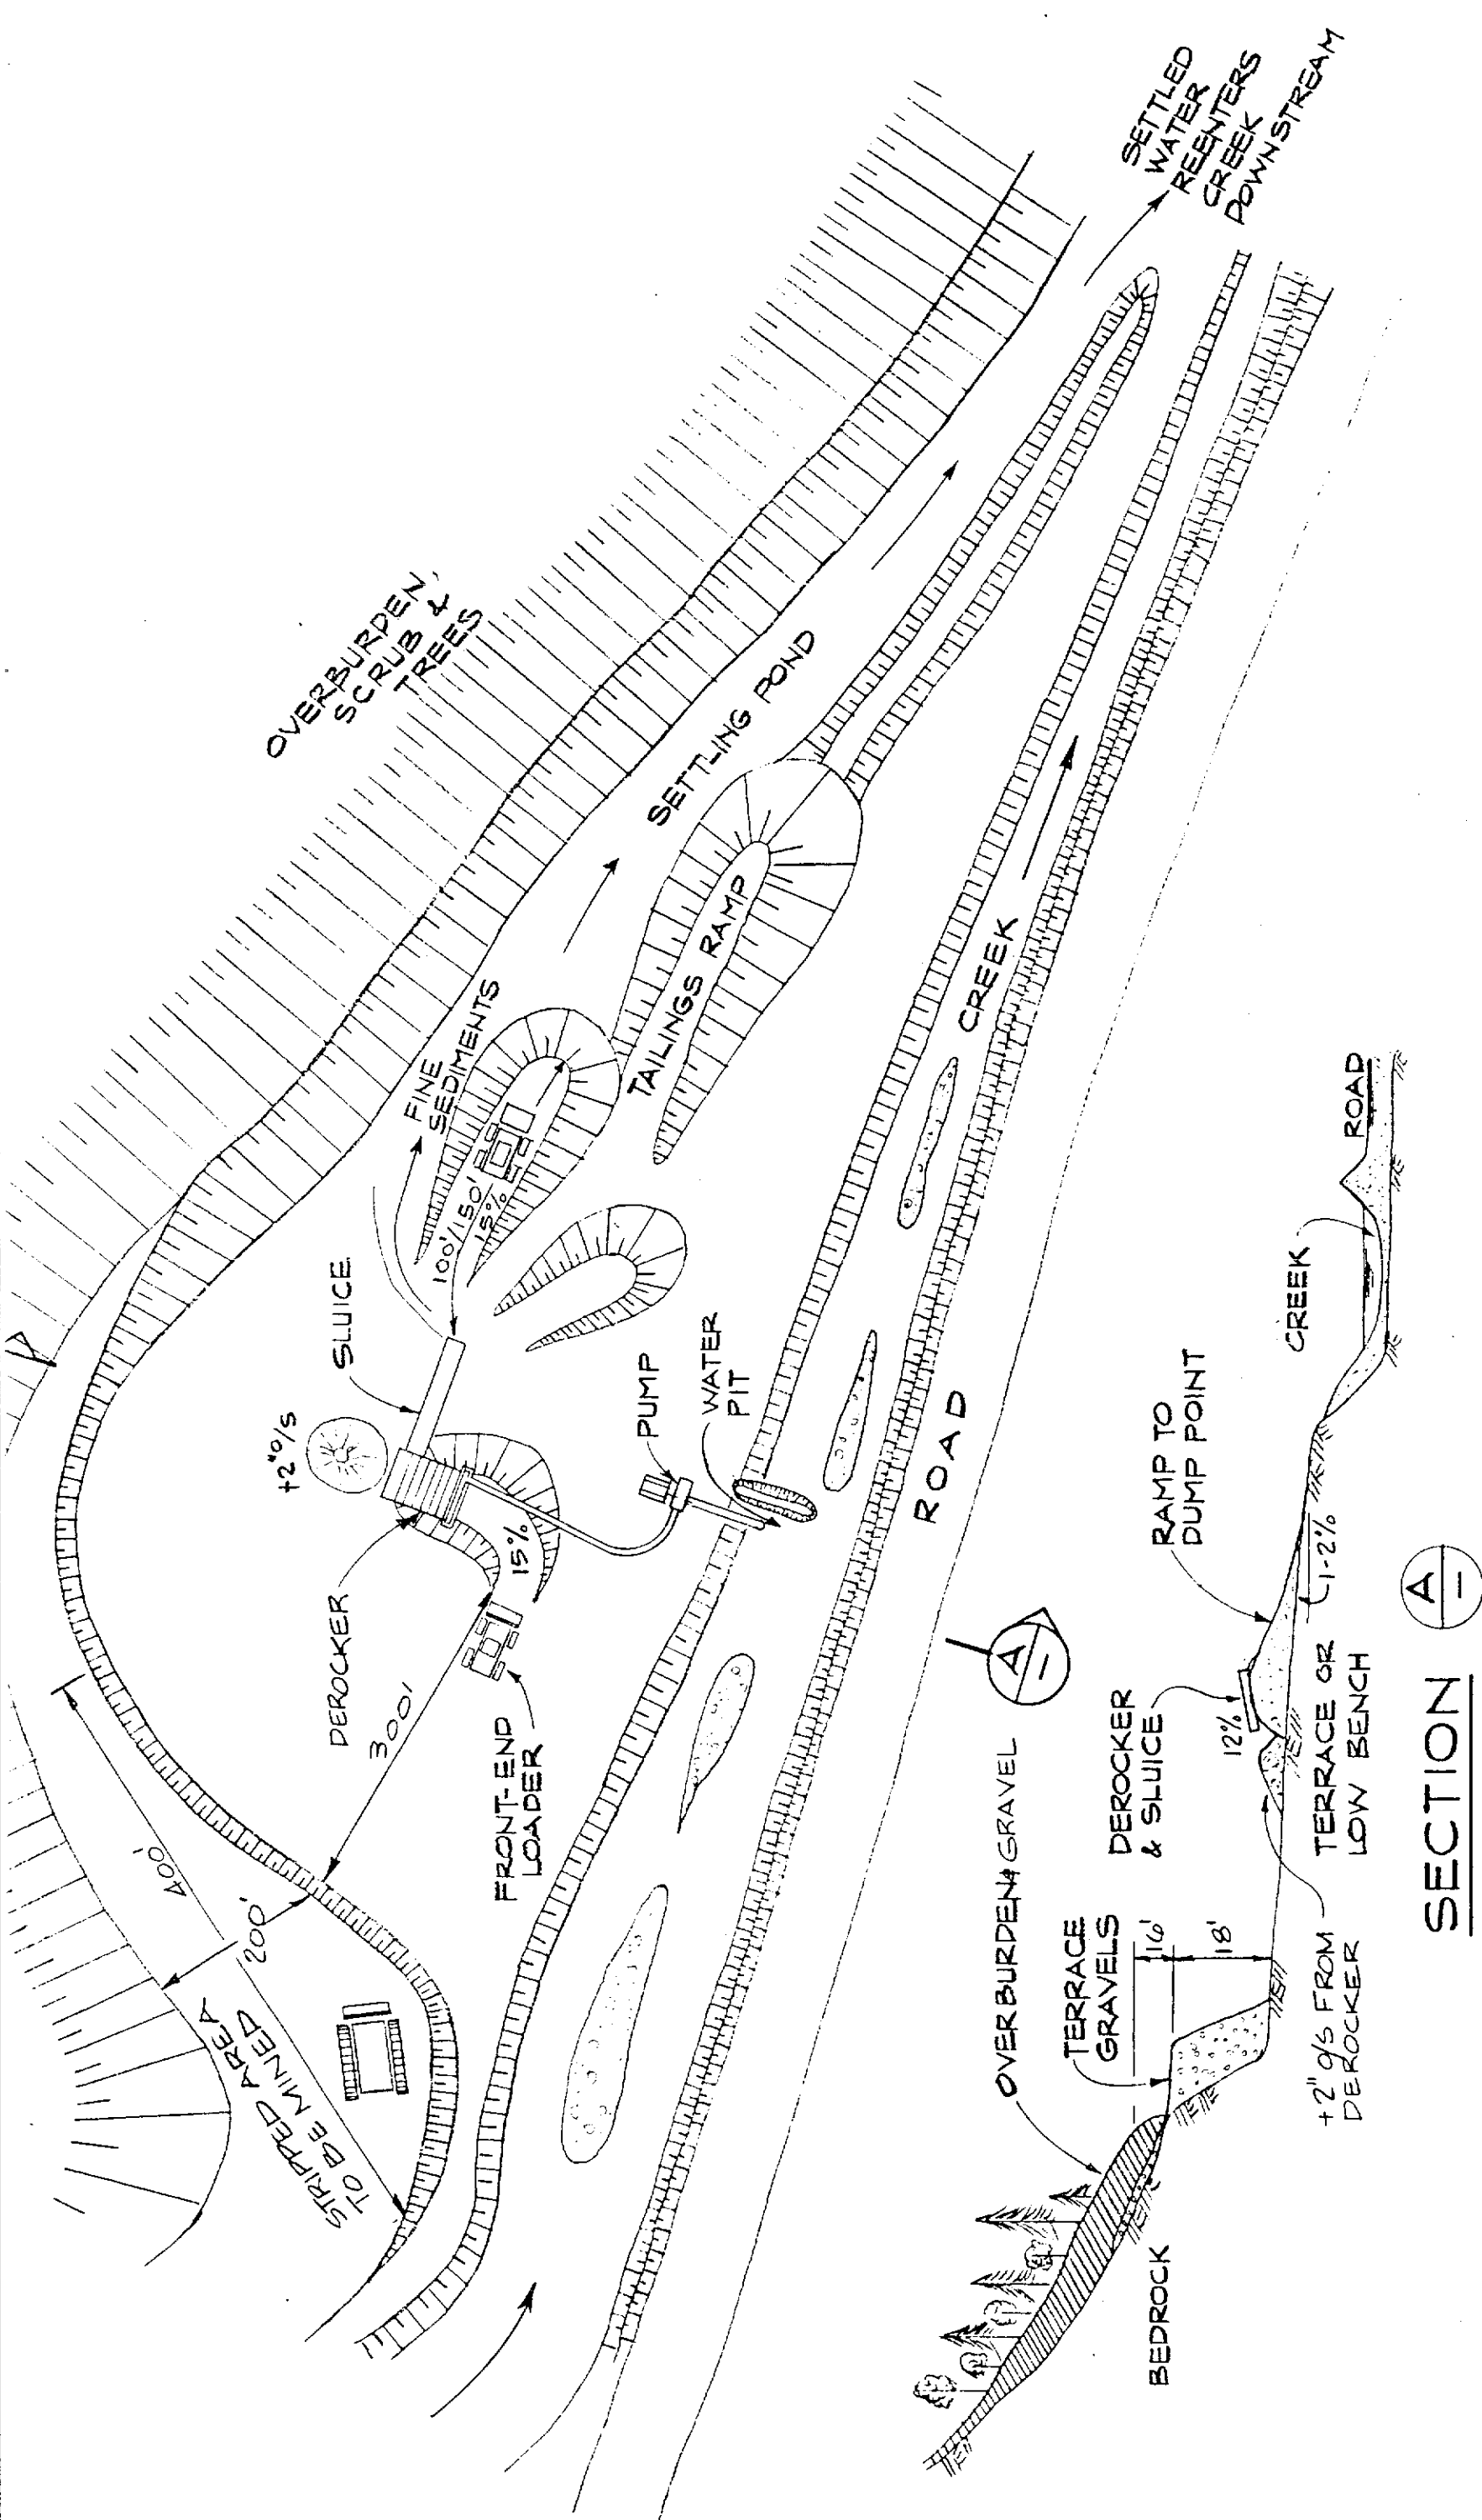 OVERBURDEN,
SCRUB &
TREES
SETTLED
WATER
REENTERS
CREEK
DOWNSTREAM
SETTLING POND
TAILINGS RAMP
FINE
SEDIMENTS
100'/150'
15%
SLUICE
+2" O/S
DEROCKER
15%
300'
PUMP
WATER
PIT
FRONT-END
LOADER
400'
200'
STRIPPED AREA
TO BE MINED
CREEK
ROAD
A
A
-
OVERBURDEN & GRAVEL
TERRACE
GRAVELS
16'
18'
BEDROCK
DEROCKER
& SLUICE
12%
RAMP TO
DUMP POINT
CREEK
ROAD
1-2%
TERRACE OR
LOW BENCH
+2" O/S FROM
DEROCKER
SECTION
A
-